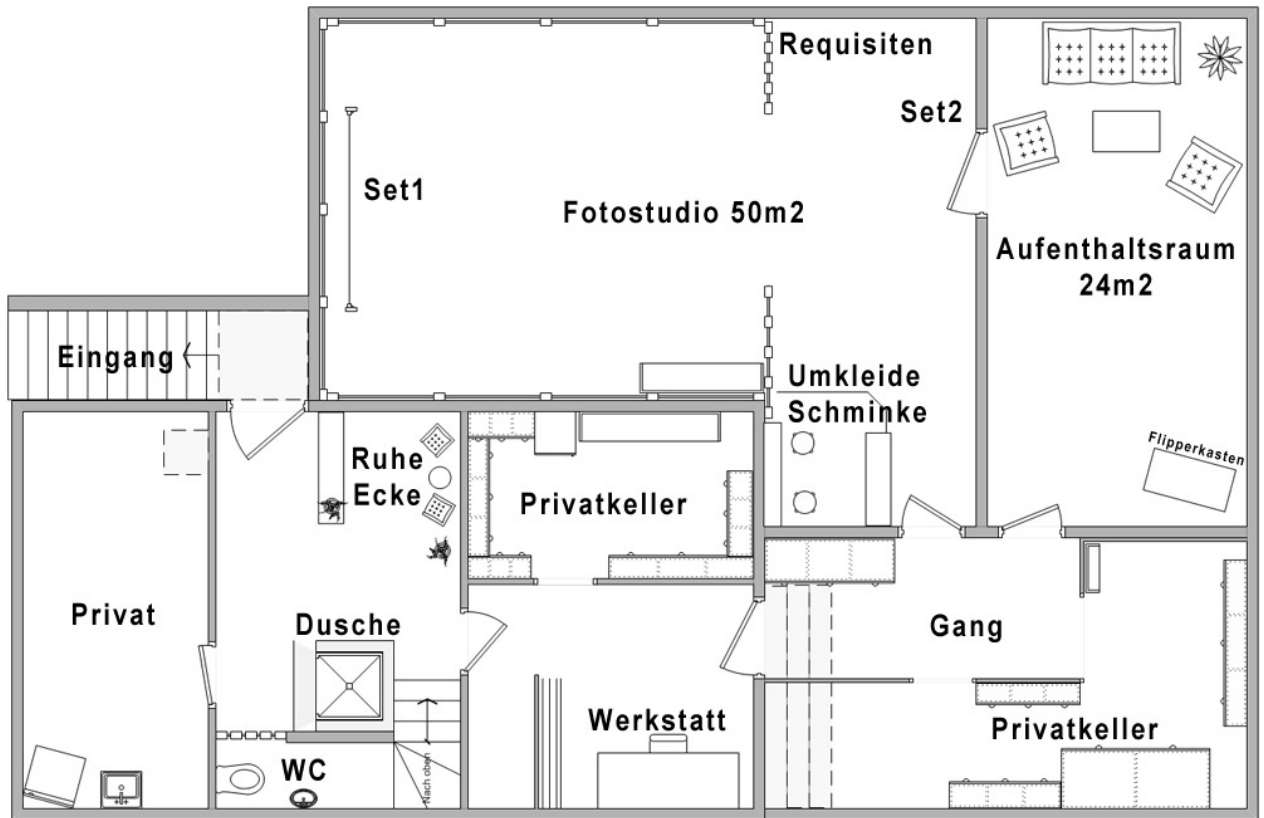 Requisiten
Set2
Set1
Fotostudio 50m2
Aufenthaltsraum
24m2
Eingang
Umkleide
Schminke
Flipperkasten
Ruhe
Ecke
Privatkeller
Privat
Dusche
Gang
Werkstatt
Privatkeller
WC
Nach oben